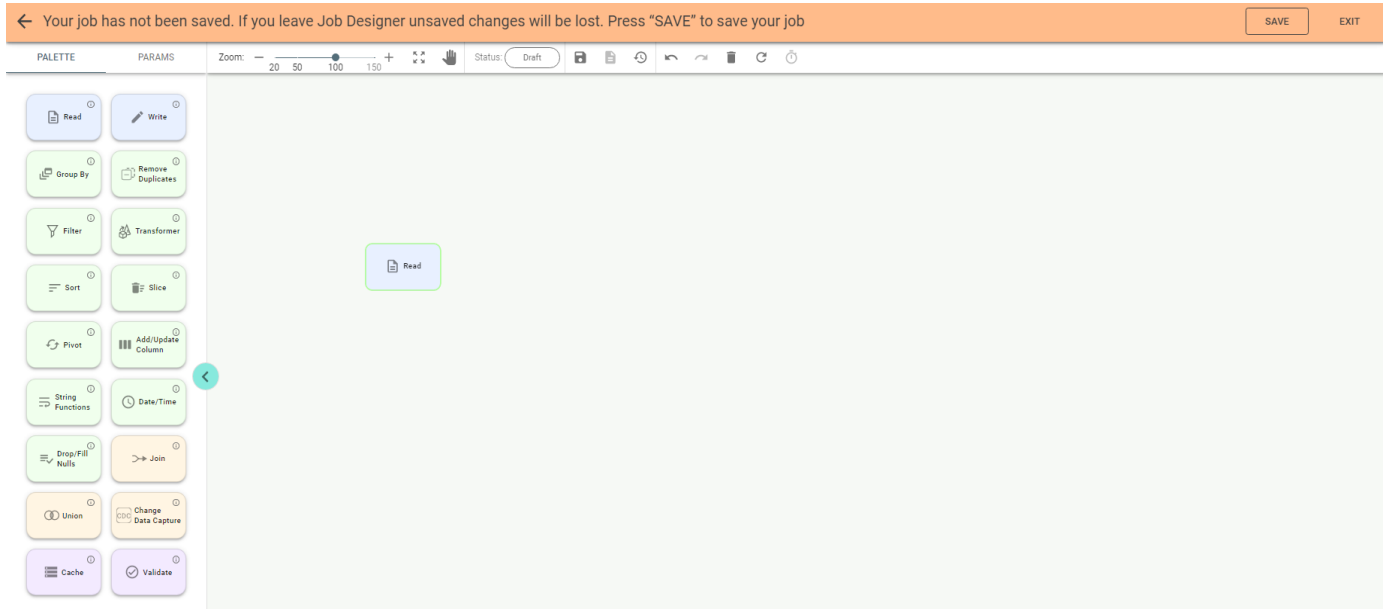 Your job has not been saved. If you leave Job Designer unsaved changes will be lost. Press “SAVE” to save your job
SAVE
EXIT
PALETTE
PARAMS
Zoom:
20 50 100 150
Status:
Draft
Read
Write
Group By
Remove
Duplicates
Filter
Transformer
Sort
Slice
Pivot
Add/Update
Column
String
Functions
Date/Time
Drop/Fill
Nulls
Join
Union
CDC
Change
Data Capture
Cache
Validate
Read